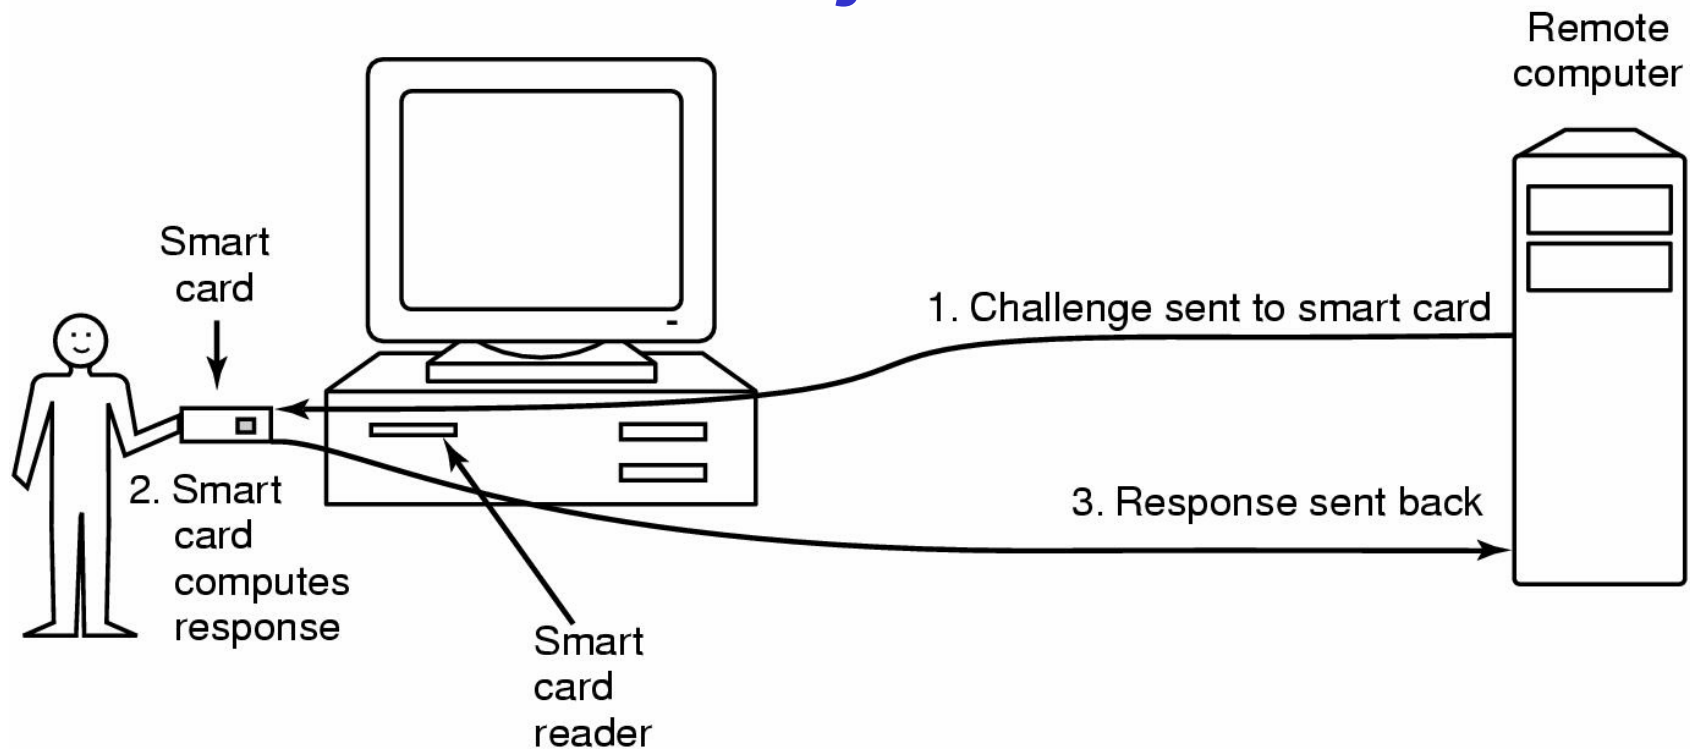 Remote
computer
Smart
card
1. Challenge sent to smart card
2. Smart
card
computes
response
3. Response sent back
Smart
card
reader